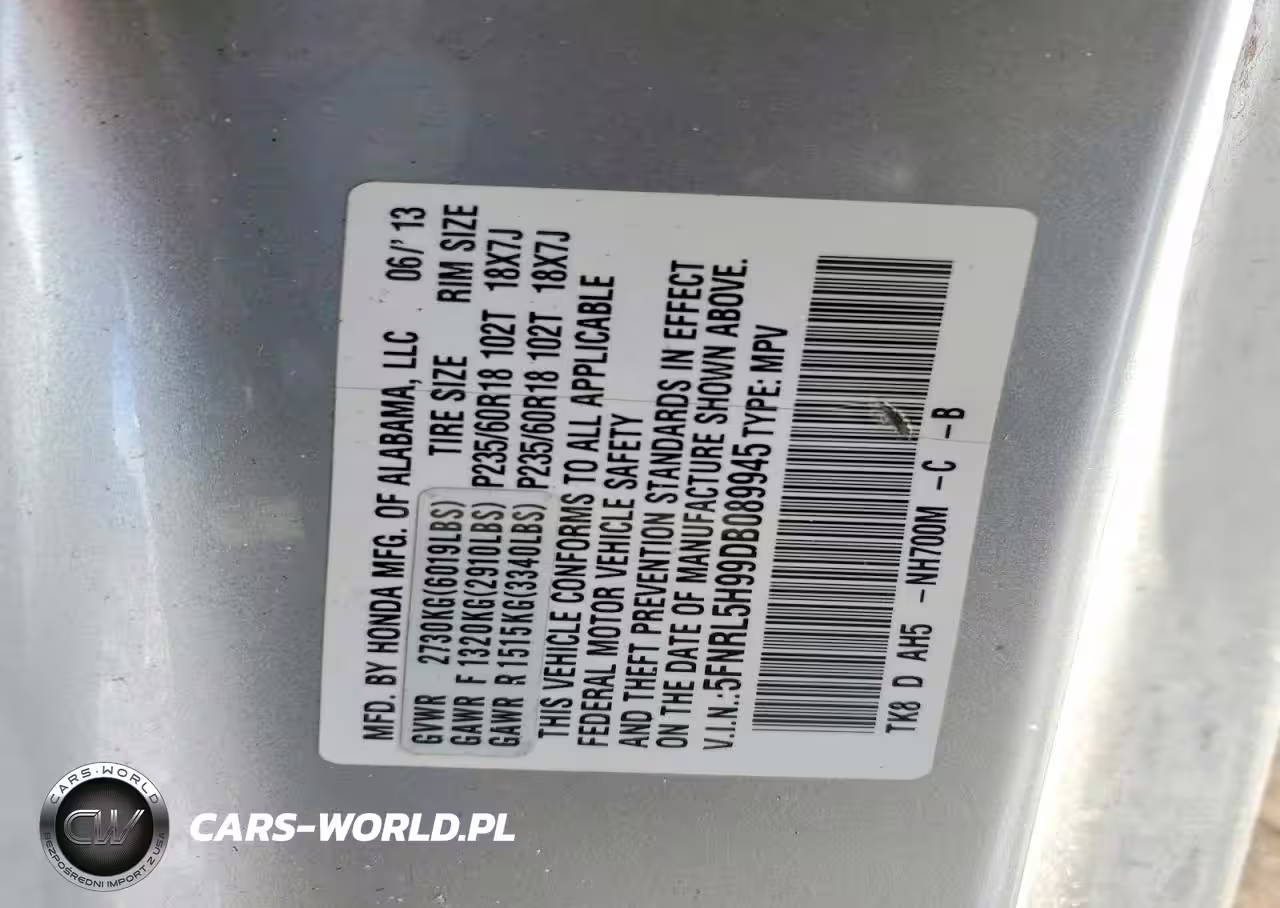 MFD. BY HONDA MFG. OF ALABAMA, LLC 06/' 13
GVWR 2730KG(6019LBS) TIRE SIZE RIM SIZE
GAWR F 1320KG(2910LBS) P235/60R18 102T 18X7J
GAWR R 1515KG(3340LBS) P235/60R18 102T 18X7J
THIS VEHICLE CONFORMS TO ALL APPLICABLE
FEDERAL MOTOR VEHICLE SAFETY
AND THEFT PREVENTION STANDARDS IN EFFECT
ON THE DATE OF MANUFACTURE SHOWN ABOVE.
V.I.N.:5FNRL5H99DB089945 TYPE: MPV
TK8 D AH5 -NH700M -C -B
CARS-WORLD
CW
BEZPOŚREDNI IMPORT Z USA
CARS-WORLD.PL